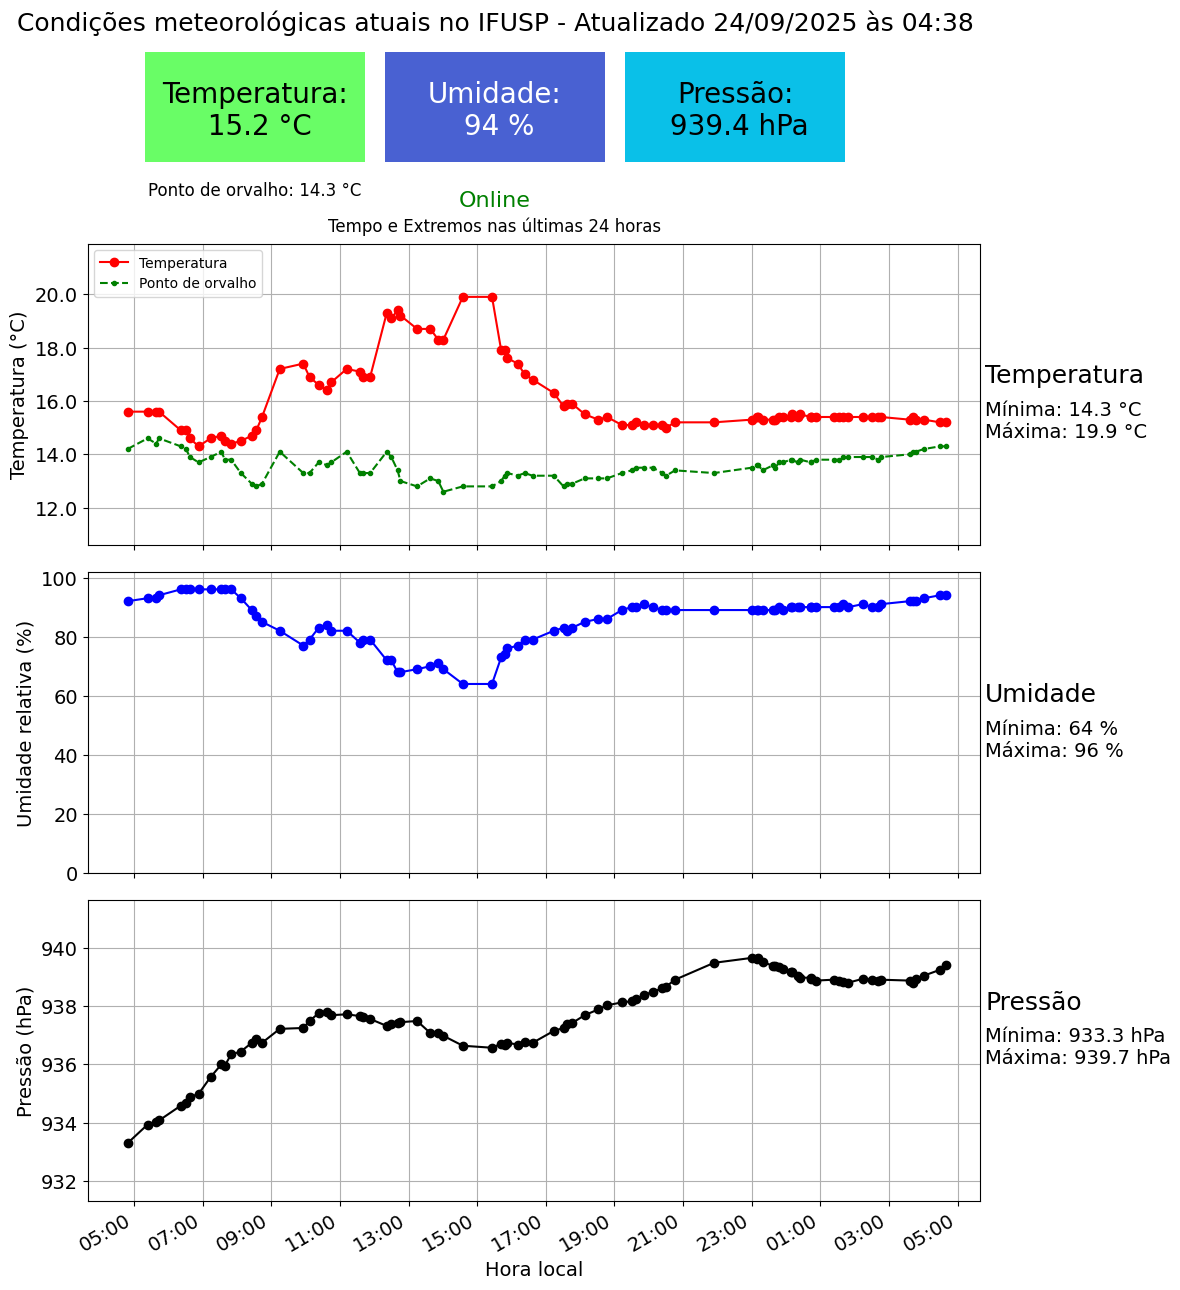 Condições meteorológicas atuais no IFUSP - Atualizado 24/09/2025 às 04:38
Temperatura:
15.2 °C
Umidade:
94 %
Pressão:
939.4 hPa
Ponto de orvalho: 14.3 °C
Online
Tempo e Extremos nas últimas 24 horas
Temperatura
Ponto de orvalho
Temperatura (°C)
20.0
18.0
16.0
14.0
12.0
Temperatura
Mínima: 14.3 °C
Máxima: 19.9 °C
Umidade relativa (%)
100
80
60
40
20
0
Umidade
Mínima: 64 %
Máxima: 96 %
Pressão (hPa)
940
938
936
934
932
Pressão
Mínima: 933.3 hPa
Máxima: 939.7 hPa
05:00 07:00 09:00 11:00 13:00 15:00 17:00 19:00 21:00 23:00 01:00 03:00 05:00
Hora local